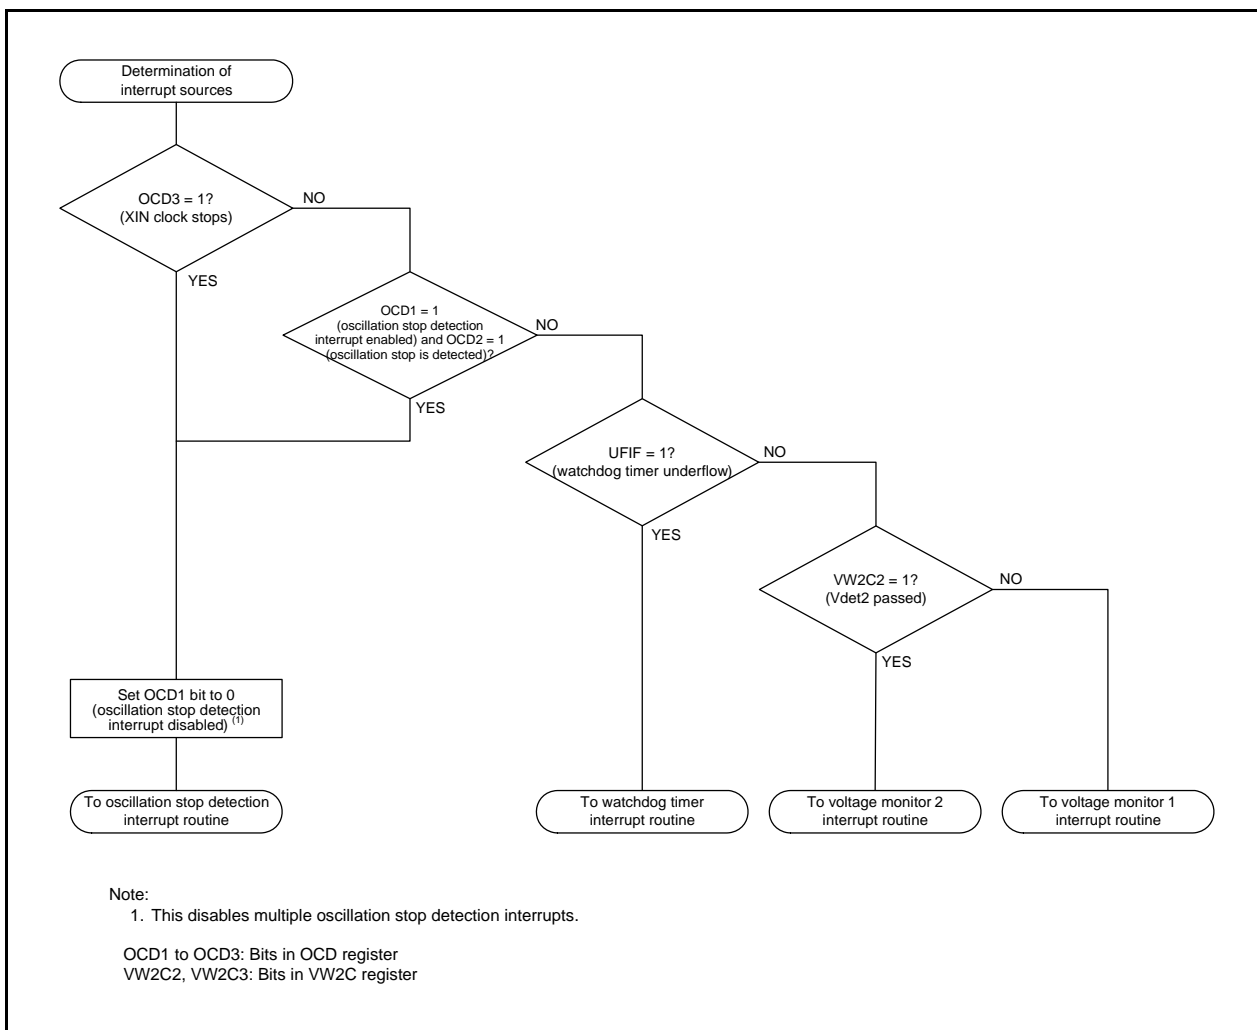 Determination of
interrupt sources
OCD3 = 1?
(XIN clock stops)
NO
YES
OCD1 = 1
(oscillation stop detection
interrupt enabled) and OCD2 = 1
(oscillation stop is detected)?
NO
YES
UFIF = 1?
(watchdog timer underflow)
NO
YES
VW2C2 = 1?
(Vdet2 passed)
NO
YES
Set OCD1 bit to 0
(oscillation stop detection
interrupt disabled) (1)
To oscillation stop detection
interrupt routine
To watchdog timer
interrupt routine
To voltage monitor 2
interrupt routine
To voltage monitor 1
interrupt routine
Note:
1. This disables multiple oscillation stop detection interrupts.
OCD1 to OCD3: Bits in OCD register
VW2C2, VW2C3: Bits in VW2C register